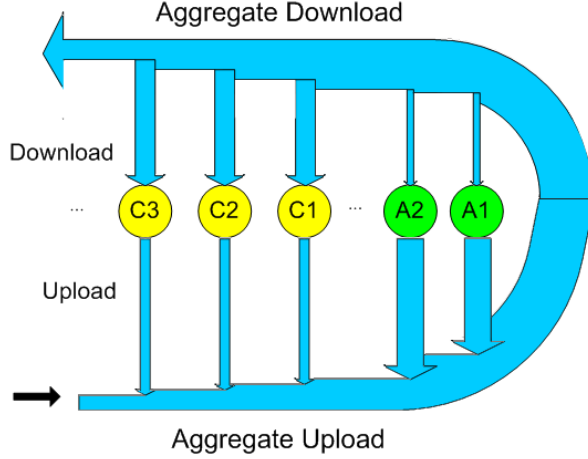 Aggregate Download
Download
... C3 C2 C1 ... A2 A1
Upload
Aggregate Upload